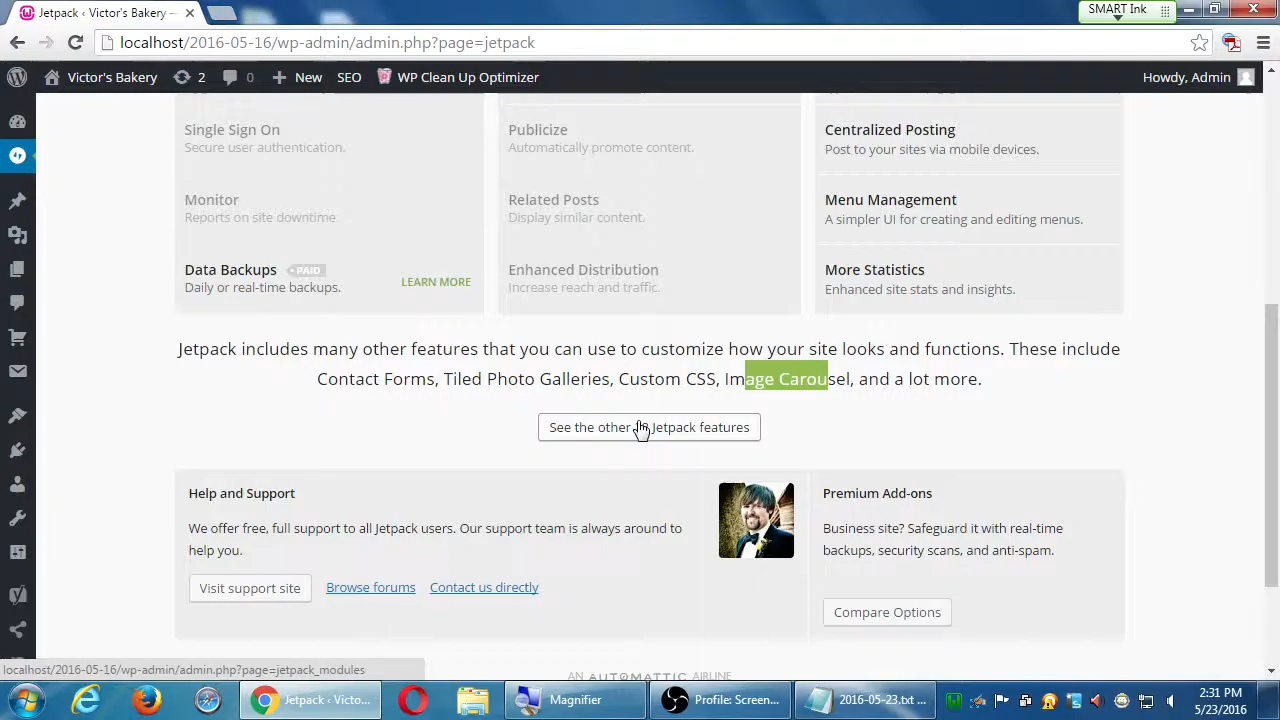 Jetpack ‹ Victor's Bakery –
SMART Ink
localhost/2016-05-16/wp-admin/admin.php?page=jetpack
Victor's Bakery 2 0 New SEO WP Clean Up Optimizer Howdy, Admin
Single Sign On
Secure user authentication.
Publicize
Automatically promote content.
Centralized Posting
Post to your sites via mobile devices.
Monitor
Reports on site downtime.
Related Posts
Display similar content.
Menu Management
A simpler UI for creating and editing menus.
Data Backups PAID
Daily or real-time backups.
LEARN MORE
Enhanced Distribution
Increase reach and traffic.
More Statistics
Enhanced site stats and insights.
Jetpack includes many other features that you can use to customize how your site looks and functions. These include
Contact Forms, Tiled Photo Galleries, Custom CSS, Image Carousel, and a lot more.
See the other Jetpack features
Help and Support
We offer free, full support to all Jetpack users. Our support team is always around to
help you.
Visit support site Browse forums Contact us directly
Premium Add-ons
Business site? Safeguard it with real-time
backups, security scans, and anti-spam.
Compare Options
AN AUTOMATTIC AIRLINE
localhost/2016-05-16/wp-admin/admin.php?page=jetpack_modules
Jetpack ‹ Victo... Magnifier Profile: Screen... 2016-05-23.txt ...
2:31 PM
5/23/2016